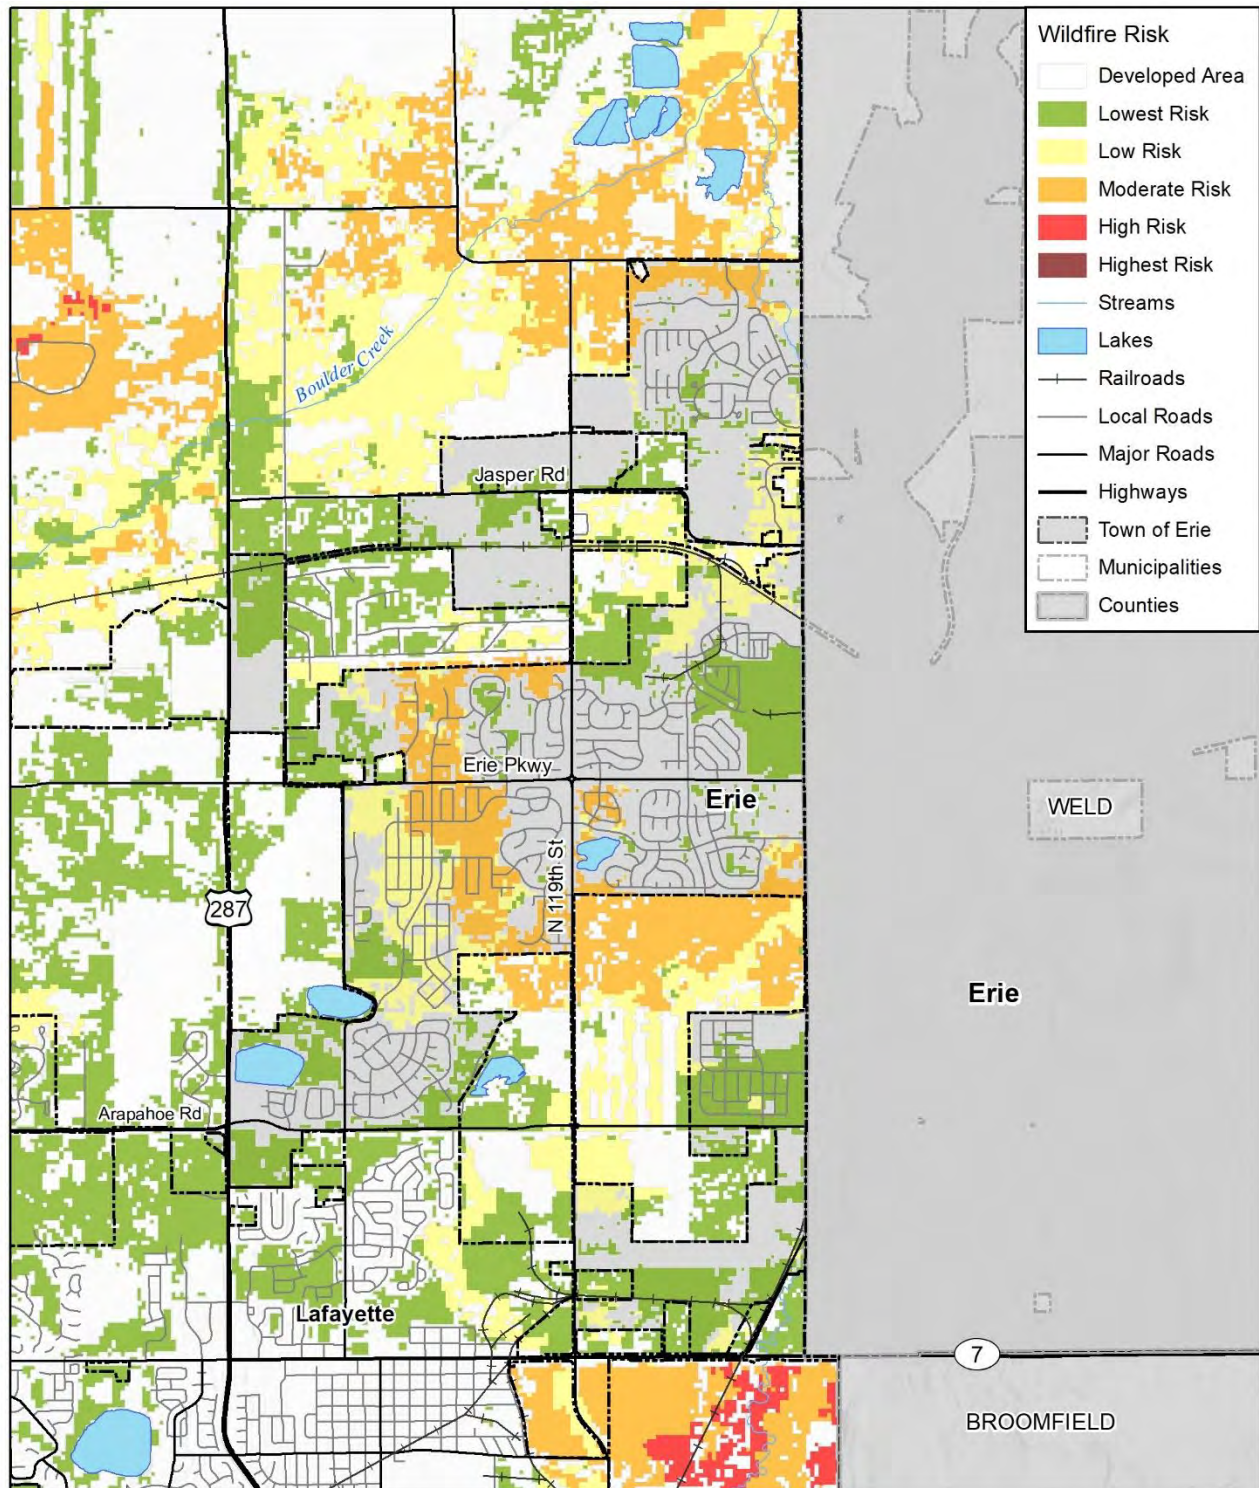 Wildfire Risk
Developed Area
Lowest Risk
Low Risk
Moderate Risk
High Risk
Highest Risk
Streams
Lakes
Railroads
Local Roads
Major Roads
Highways
Town of Erie
Municipalities
Counties
Boulder Creek
Jasper Rd
Erie Pkwy
Erie
WELD
N 119th St
287
Erie
Arapahoe Rd
Lafayette
7
BROOMFIELD